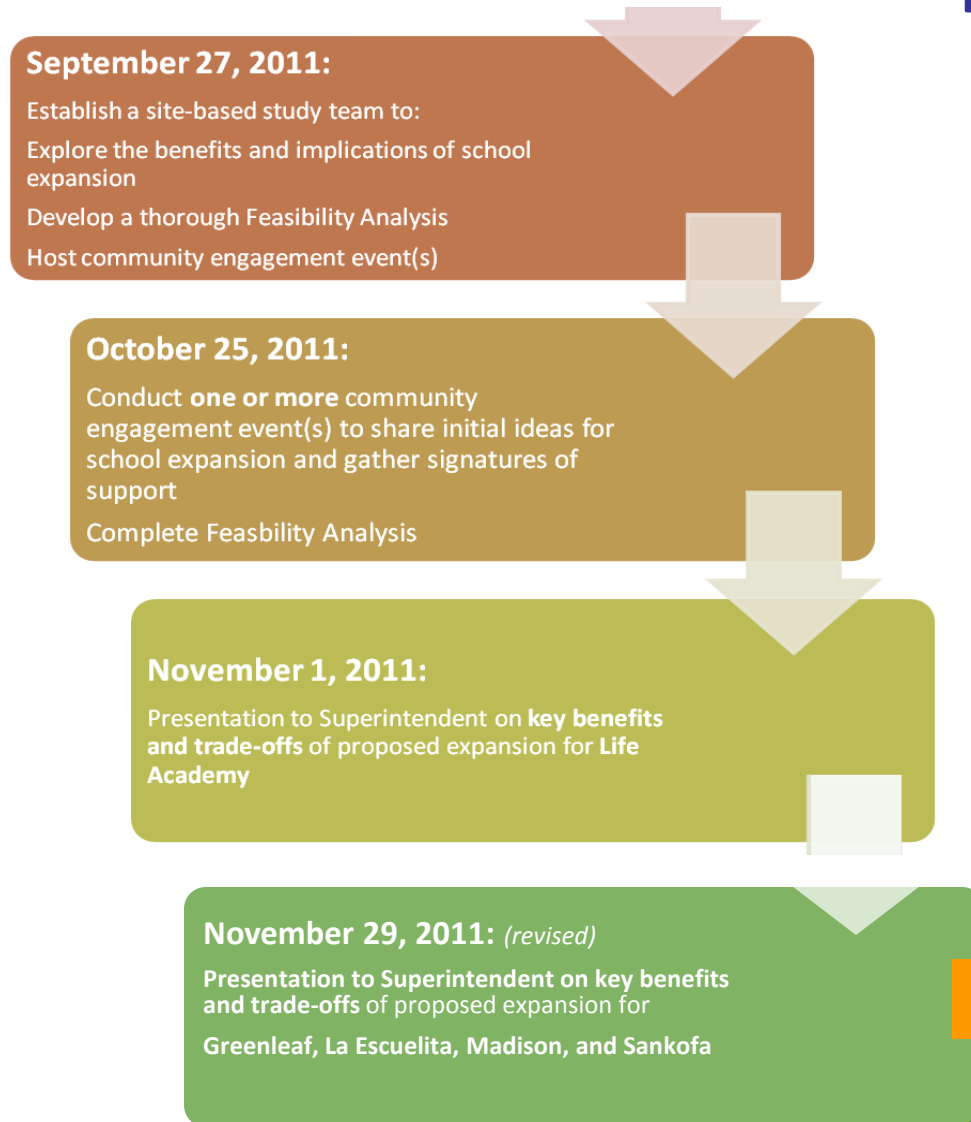 September 27, 2011:
Establish a site-based study team to:
Explore the benefits and implications of school
expansion
Develop a thorough Feasibility Analysis
Host community engagement event(s)
October 25, 2011:
Conduct one or more community
engagement event(s) to share initial ideas for
school expansion and gather signatures of
support
Complete Feasbility Analysis
November 1, 2011:
Presentation to Superintendent on key benefits
and trade-offs of proposed expansion for Life
Academy
November 29, 2011: (revised)
Presentation to Superintendent on key benefits
and trade-offs of proposed expansion for
Greenleaf, La Escuelita, Madison, and Sankofa